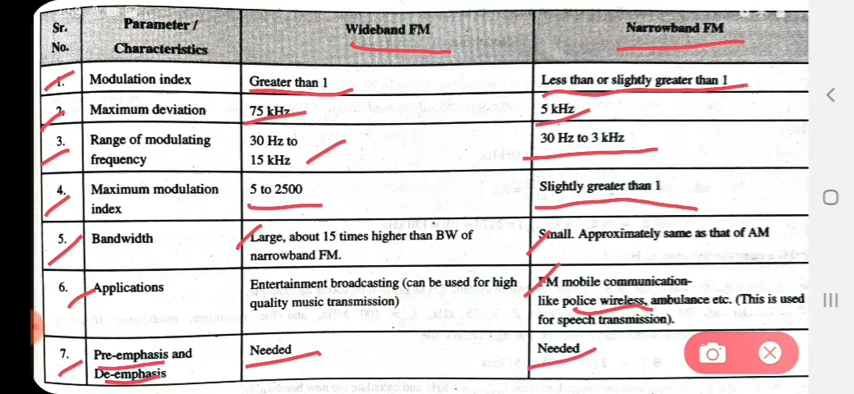 Sr. No. Parameter / Characteristics Wideband FM Narrowband FM
1. Modulation index Greater than 1 Less than or slightly greater than 1
2. Maximum deviation 75 kHz 5 kHz
3. Range of modulating frequency 30 Hz to 15 kHz 30 Hz to 3 kHz
4. Maximum modulation index 5 to 2500 Slightly greater than 1
5. Bandwidth Large, about 15 times higher than BW of narrowband FM. Small. Approximately same as that of AM
6. Applications Entertainment broadcasting (can be used for high quality music transmission) FM mobile communication- like police wireless, ambulance etc. (This is used for speech transmission).
7. Pre-emphasis and De-emphasis Needed Needed